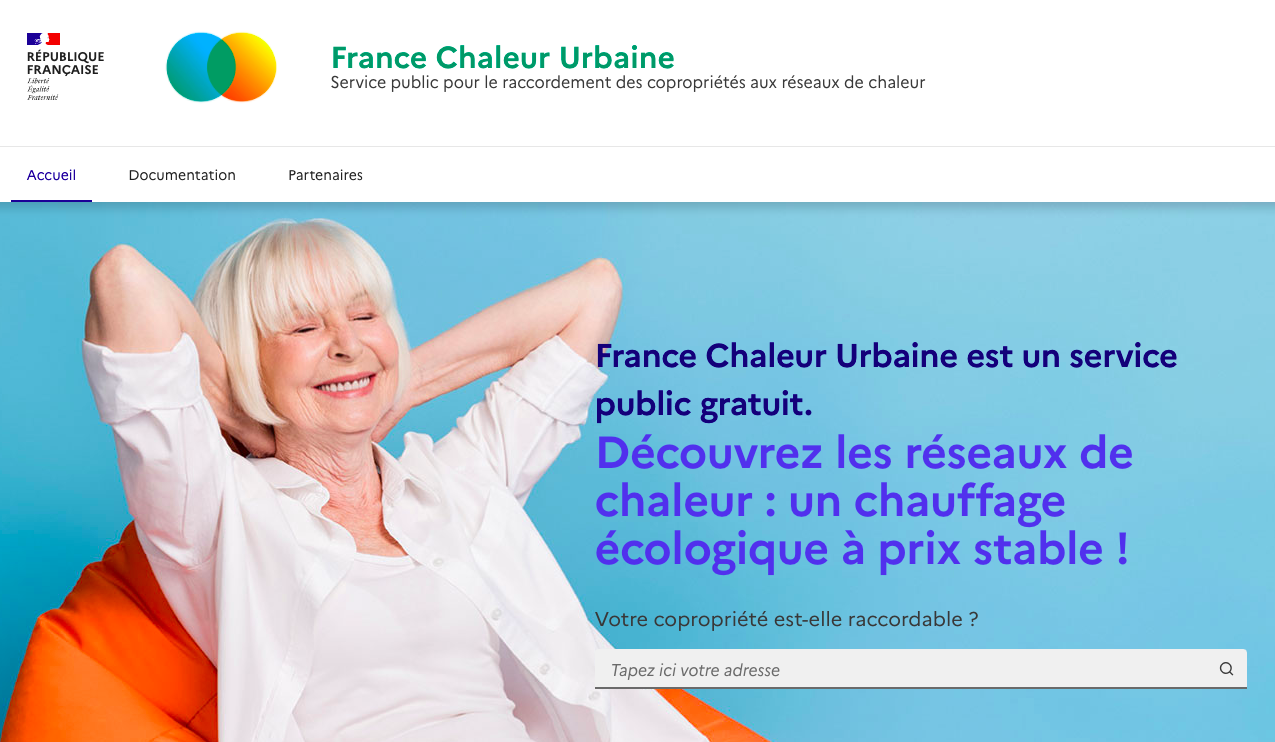 RÉPUBLIQUE
FRANÇAISE
Liberté
Égalité
Fraternité
France Chaleur Urbaine
Service public pour le raccordement des copropriétés aux réseaux de chaleur
Accueil
Documentation
Partenaires
France Chaleur Urbaine est un service
public gratuit.
Découvrez les réseaux de
chaleur : un chauffage
écologique à prix stable !
Votre copropriété est-elle raccordable ?
Tapez ici votre adresse